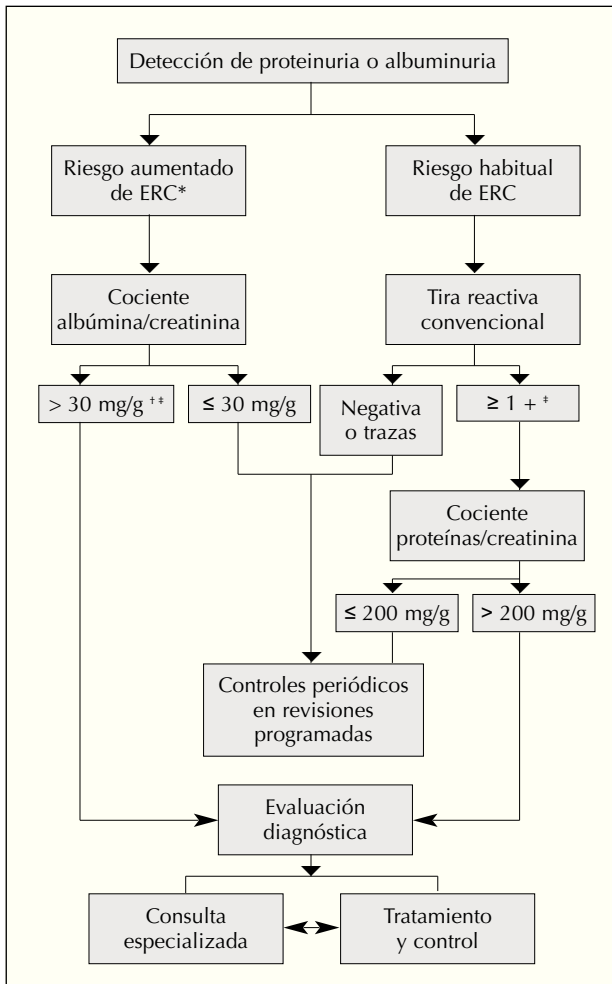 Detección de proteinuria o albuminuria
Riesgo aumentado
de ERC*
Riesgo habitual
de ERC
Cociente
albúmina/creatinina
Tira reactiva
convencional
> 30 mg/g †‡
≤ 30 mg/g
Negativa
o trazas
≥ 1 + ‡
Cociente
proteínas/creatinina
≤ 200 mg/g
> 200 mg/g
Controles periódicos
en revisiones
programadas
Evaluación
diagnóstica
Consulta
especializada
Tratamiento
y control